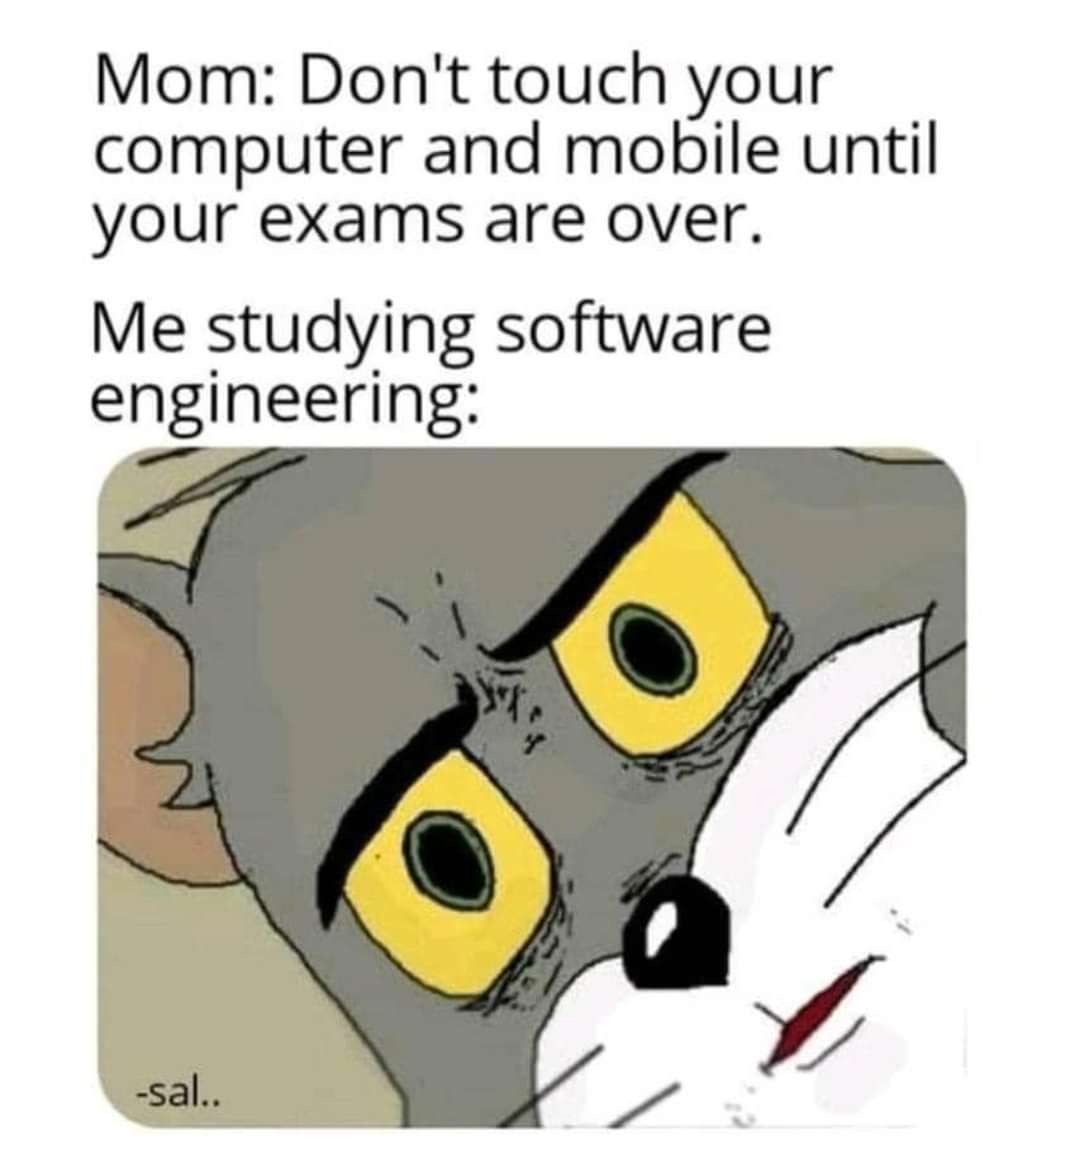 Mom: Don't touch your
computer and mobile until
your exams are over.
Me studying software
engineering:
-sal..